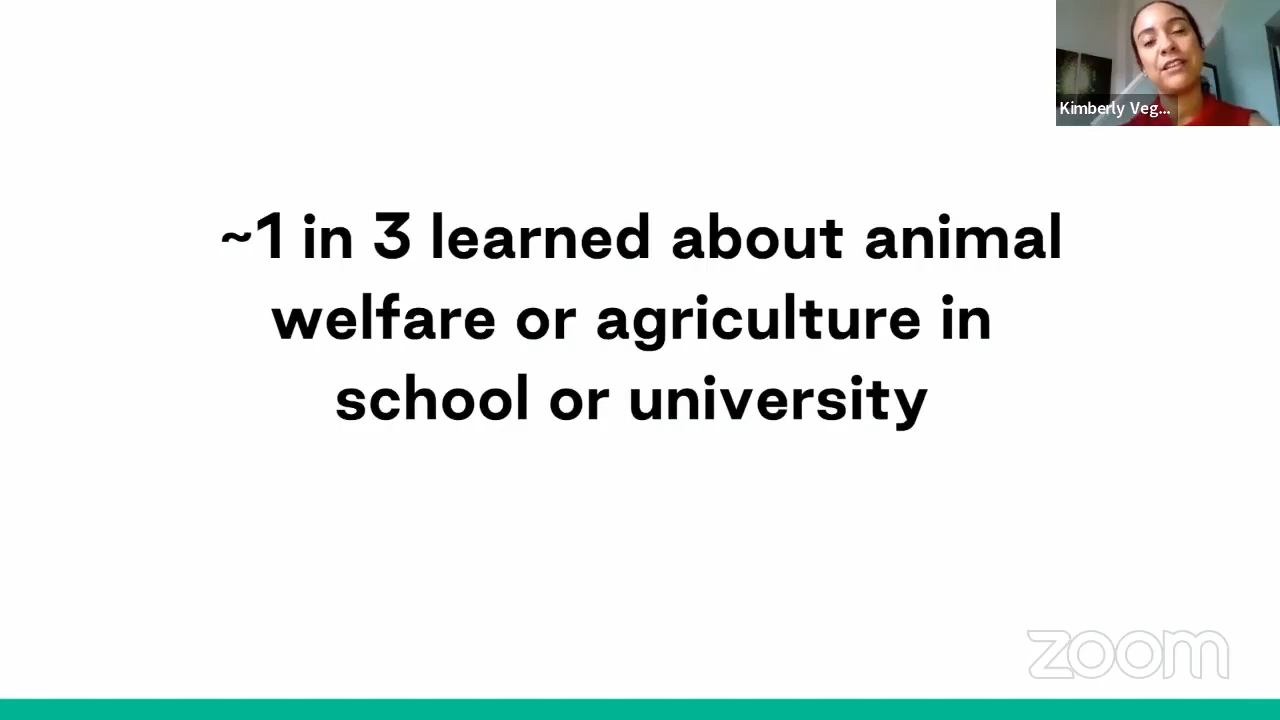 Kimberly Veg...
~1 in 3 learned about animal
welfare or agriculture in
school or university
zoom